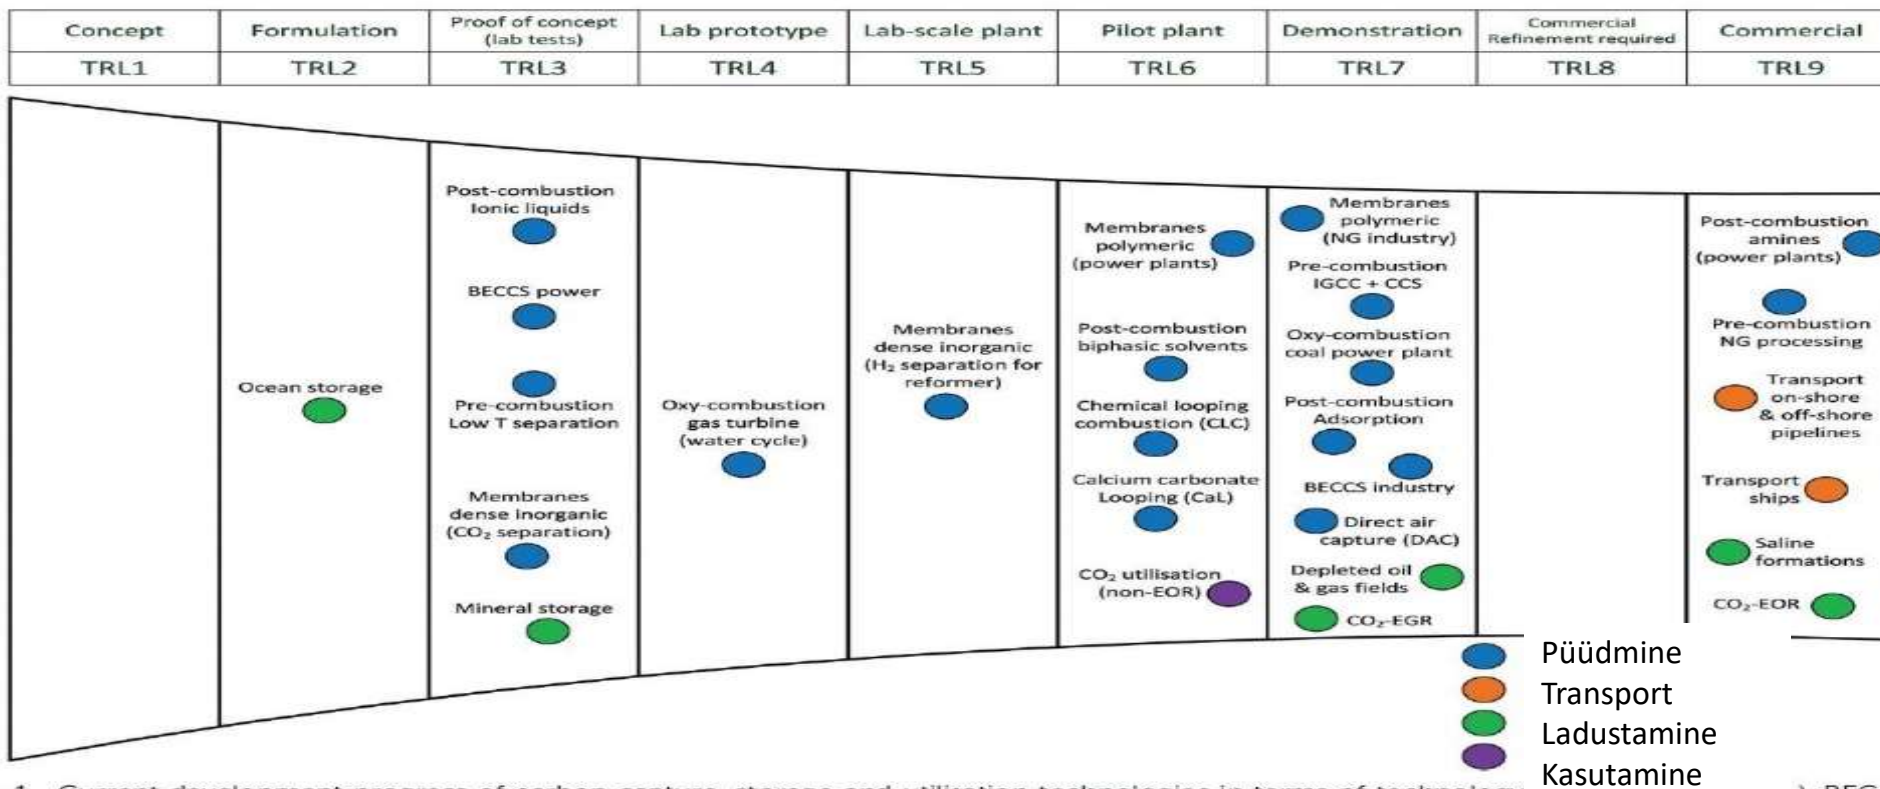 Concept
Formulation
Proof of concept
(lab tests)
Lab prototype
Lab-scale plant
Pilot plant
Demonstration
Commercial
Refinement required
Commercial
TRL1
TRL2
TRL3
TRL4
TRL5
TRL6
TRL7
TRL8
TRL9
Ocean storage
Post-combustion
Ionic liquids
BECCS power
Pre-combustion
Low T separation
Membranes
dense inorganic
(CO₂ separation)
Mineral storage
Oxy-combustion
gas turbine
(water cycle)
Membranes
dense inorganic
(H₂ separation for
reformer)
Membranes
polymeric
(power plants)
Post-combustion
biphasic solvents
Chemical looping
combustion (CLC)
Calcium carbonate
Looping (CaL)
CO₂ utilisation
(non-EOR)
Membranes
polymeric
(NG industry)
Pre-combustion
IGCC + CCS
Oxy-combustion
coal power plant
Post-combustion
Adsorption
BECCS industry
Direct air
capture (DAC)
Depleted oil
& gas fields
CO₂-EGR
Post-combustion
amines
(power plants)
Pre-combustion
NG processing
Transport
on-shore
& off-shore
pipelines
Transport
ships
Saline
formations
CO₂-EOR
Püüdmine
Transport
Ladustamine
Kasutamine